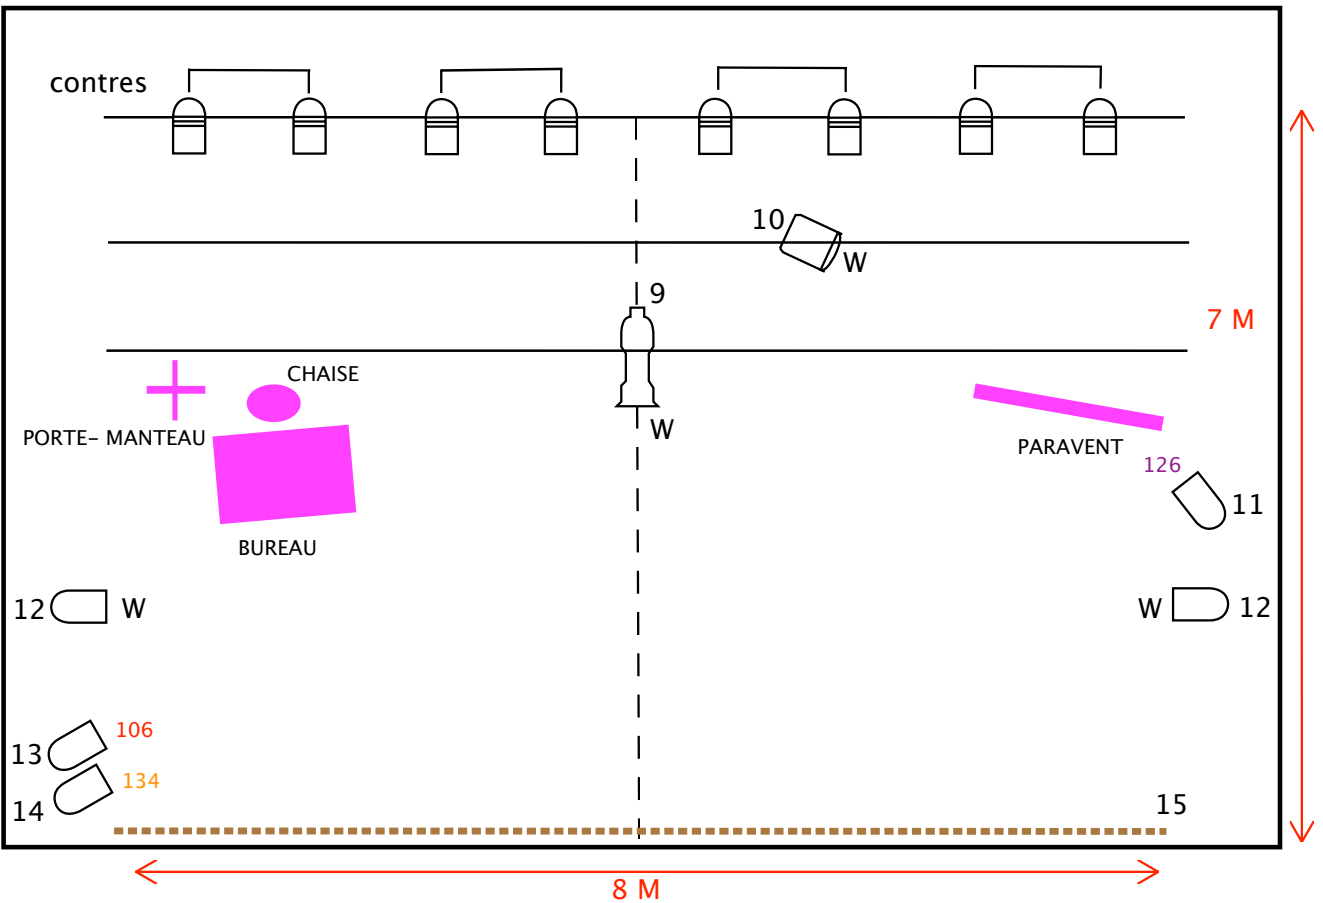 contres
10
W
9
7 M
CHAISE
W
PORTE- MANTEAU
PARAVENT
126
11
BUREAU
12
W
W
12
106
13
134
14
15
8 M